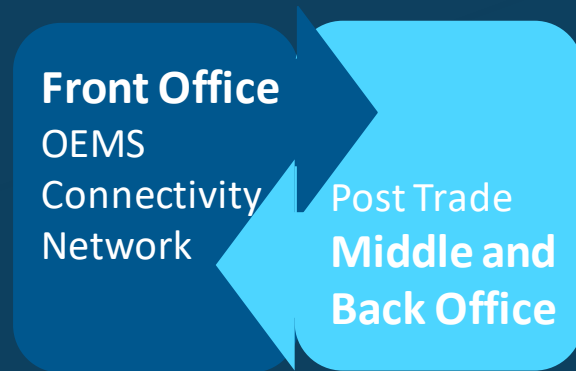 Front Office
OEMS
Connectivity
Network
Post Trade
Middle and
Back Office